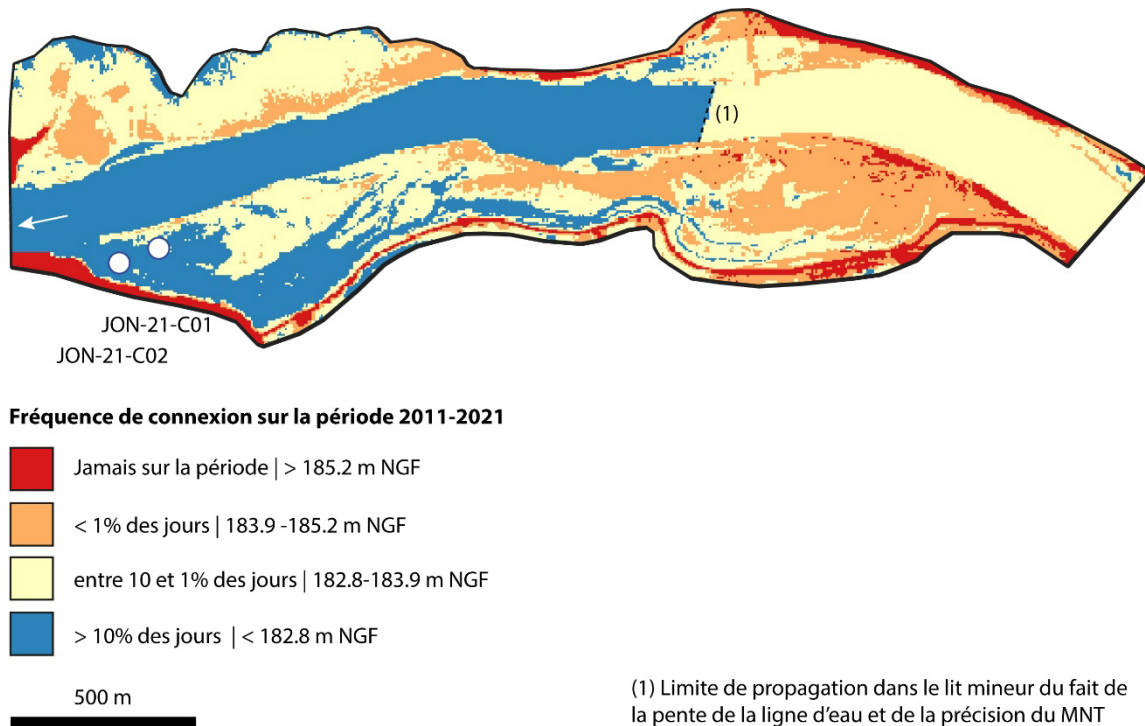 (1)
JON-21-C01
JON-21-C02
Fréquence de connexion sur la période 2011-2021
Jamais sur la période | > 185.2 m NGF
< 1% des jours | 183.9 -185.2 m NGF
entre 10 et 1% des jours | 182.8-183.9 m NGF
> 10% des jours | < 182.8 m NGF
500 m
(1) Limite de propagation dans le lit mineur du fait de
la pente de la ligne d'eau et de la précision du MNT